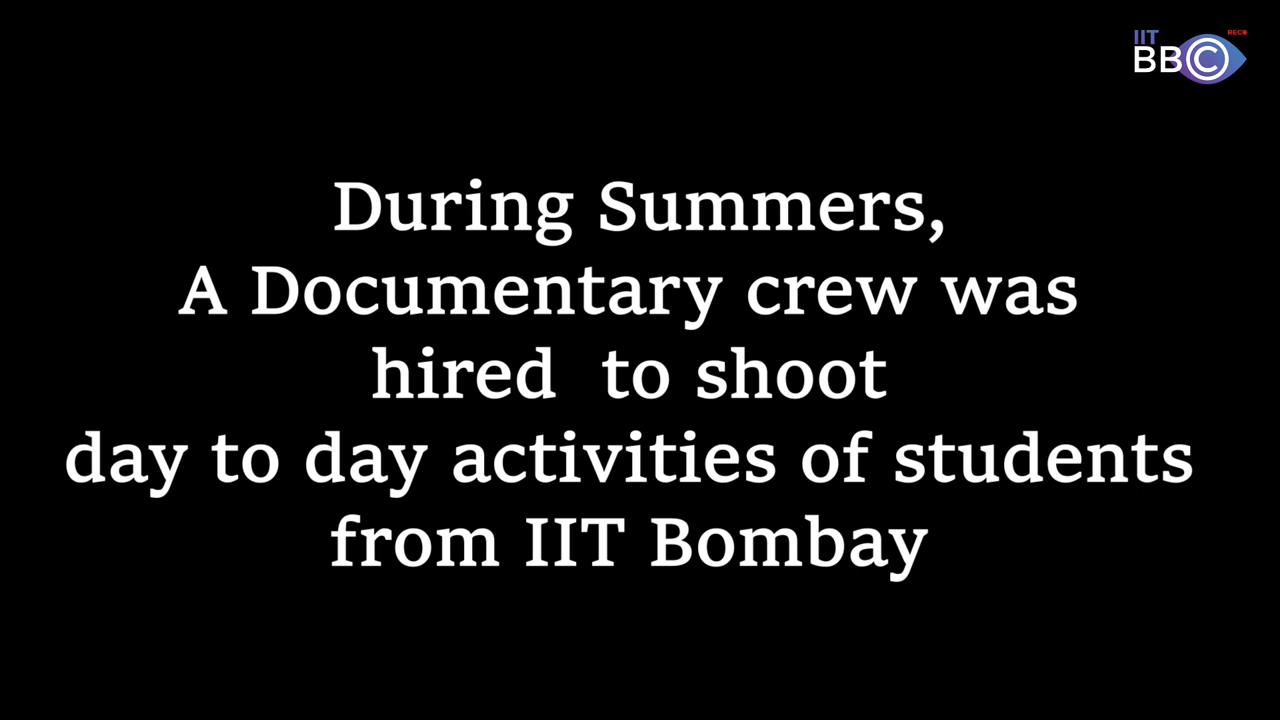 IIT
REC
BBC
During Summers,
A Documentary crew was
hired  to shoot
day to day activities of students
from IIT Bombay